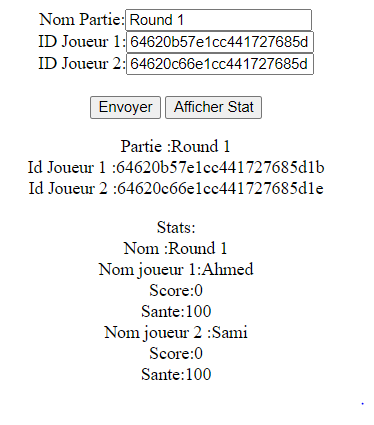 Nom Partie:Round 1
ID Joueur 1:64620b57e1cc441727685d
ID Joueur 2:64620c66e1cc441727685d
Envoyer Afficher Stat
Partie :Round 1
Id Joueur 1 :64620b57e1cc441727685d1b
Id Joueur 2 :64620c66e1cc441727685d1e
Stats:
Nom :Round 1
Nom joueur 1:Ahmed
Score:0
Sante:100
Nom joueur 2 :Sami
Score:0
Sante:100
.